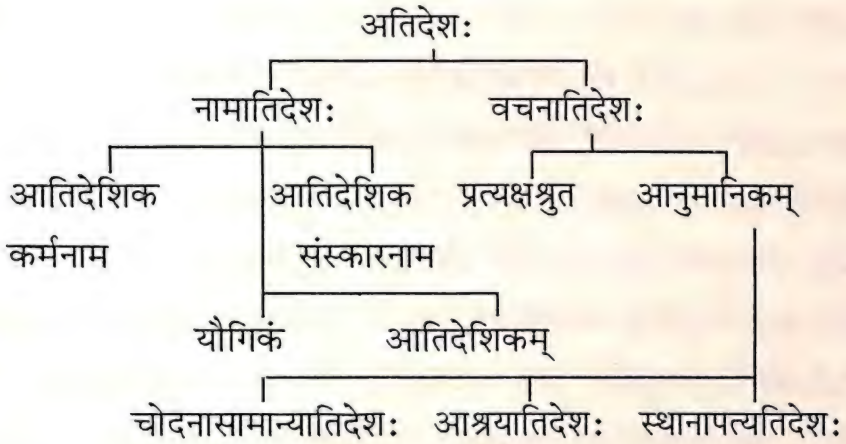 अतिदेशः
नामातिदेशः वचनातिदेशः
आतिदेशिक आतिदेशिक प्रत्यक्षश्रुत आनुमानिकम्
कर्मनाम संस्कारनाम
यौगिकं आतिदेशिकम्
चोदनासामान्यातिदेशः आश्रयातिदेशः स्थानापत्यतिदेशः